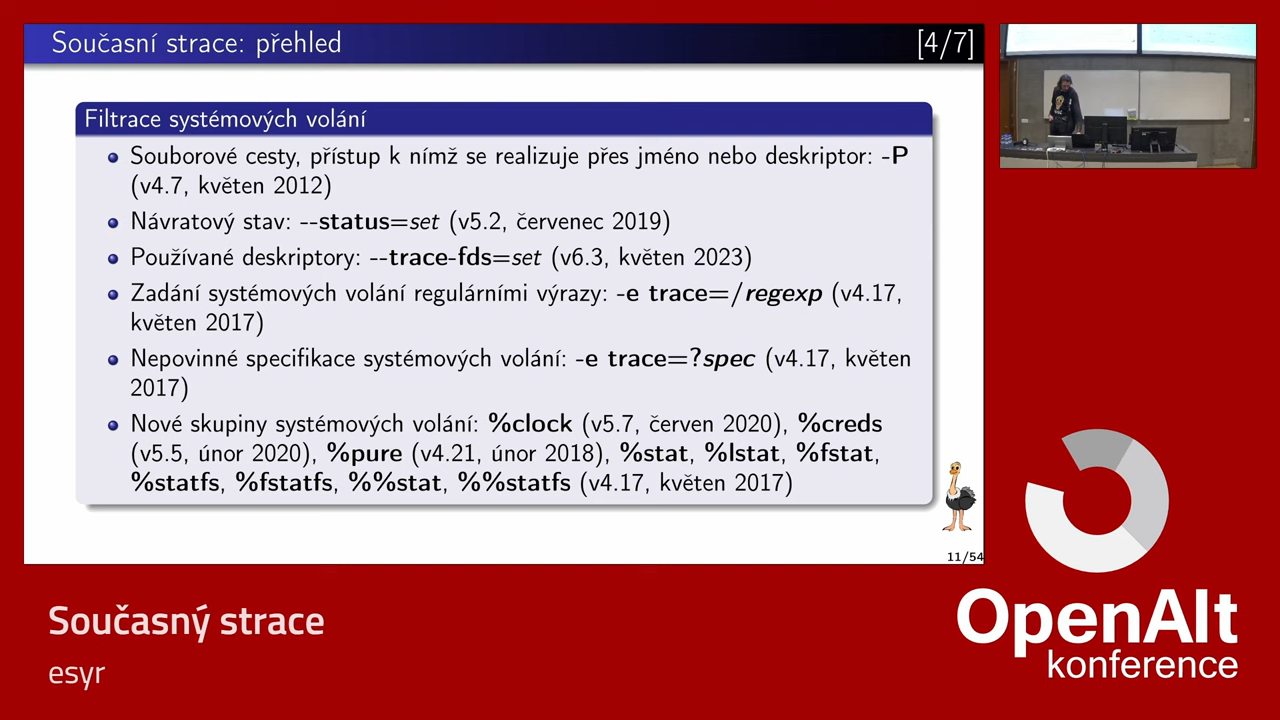 Současní strace: přehled [4/7]
Filtrace systémových volání
Souborové cesty, přístup k nímž se realizuje přes jméno nebo deskriptor: -P
(v4.7, květen 2012)
Návratový stav: --status=set (v5.2, červenec 2019)
Používané deskriptory: --trace-fds=set (v6.3, květen 2023)
Zadání systémových volání regulárními výrazy: -e trace=/regexp (v4.17,
květen 2017)
Nepovinné specifikace systémových volání: -e trace=?spec (v4.17, květen
2017)
Nové skupiny systémových volání: %clock (v5.7, červen 2020), %creds
(v5.5, únor 2020), %pure (v4.21, únor 2018), %stat, %lstat, %fstat,
%statfs, %fstatfs, %%stat, %%statfs (v4.17, květen 2017)
11/54
Současný strace
esyr
OpenAlt
konference